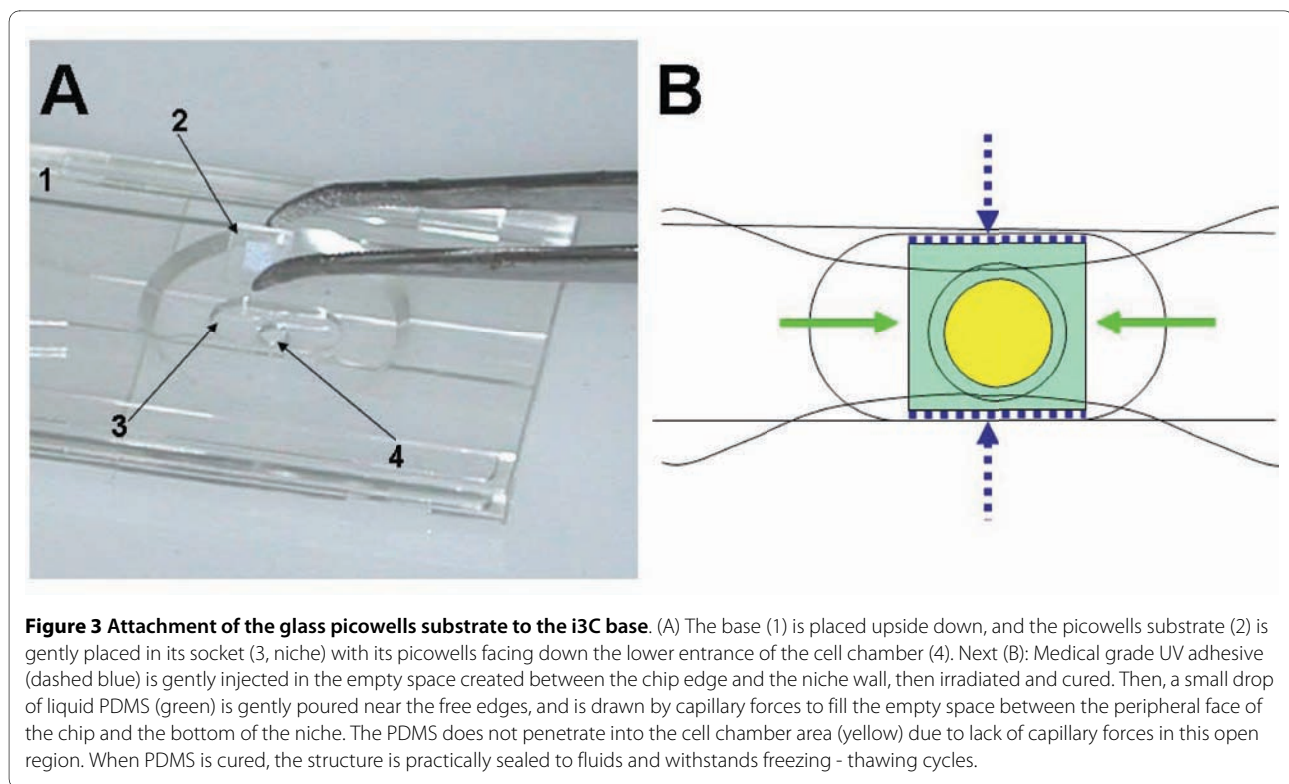 A
B
2
1
3
4
Figure 3 Attachment of the glass picowells substrate to the i3C base. (A) The base (1) is placed upside down, and the picowells substrate (2) is
gently placed in its socket (3, niche) with its picowells facing down the lower entrance of the cell chamber (4). Next (B): Medical grade UV adhesive
(dashed blue) is gently injected in the empty space created between the chip edge and the niche wall, then irradiated and cured. Then, a small drop
of liquid PDMS (green) is gently poured near the free edges, and is drawn by capillary forces to fill the empty space between the peripheral face of
the chip and the bottom of the niche. The PDMS does not penetrate into the cell chamber area (yellow) due to lack of capillary forces in this open
region. When PDMS is cured, the structure is practically sealed to fluids and withstands freezing - thawing cycles.